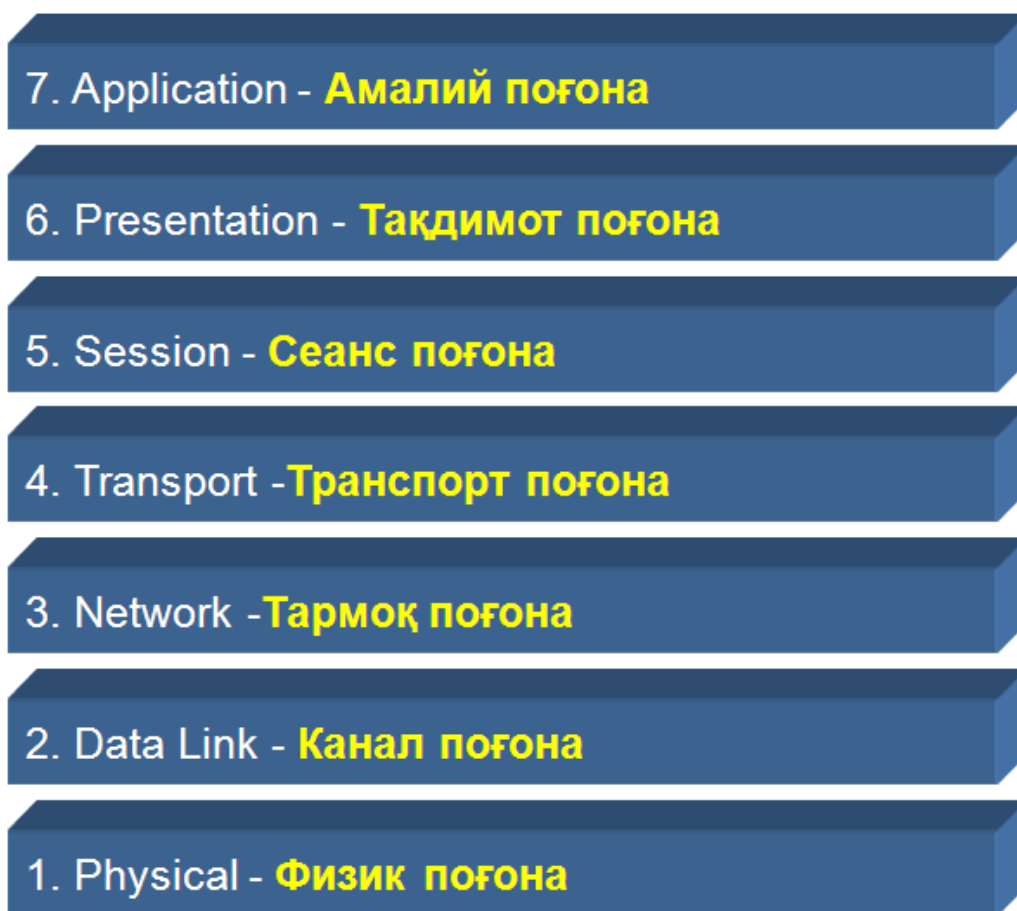 7. Application - Амалий поғона
6. Presentation - Тақдимот поғона
5. Session - Сеанс поғона
4. Transport -Транспорт поғона
3. Network -Тармоқ поғона
2. Data Link - Канал поғона
1. Physical - Физик поғона